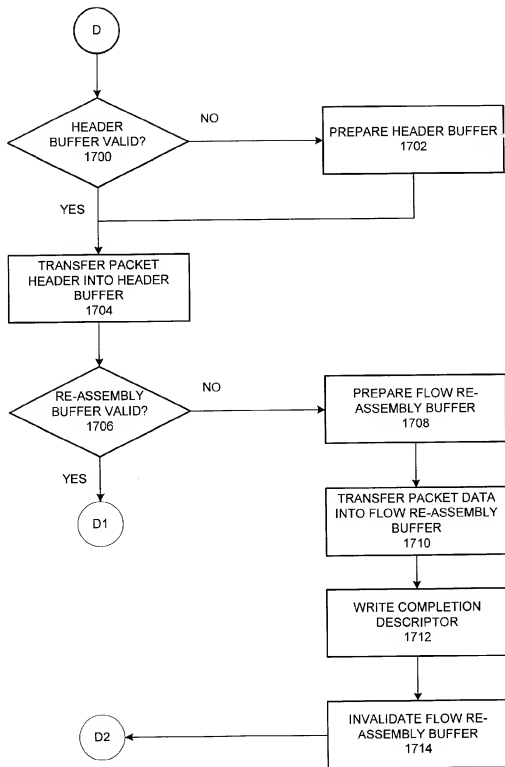 D
HEADER
BUFFER VALID?
1700
NO
PREPARE HEADER BUFFER
1702
YES
TRANSFER PACKET
HEADER INTO HEADER
BUFFER
1704
RE-ASSEMBLY
BUFFER VALID?
1706
NO
PREPARE FLOW RE-
ASSEMBLY BUFFER
1708
YES
D1
TRANSFER PACKET DATA
INTO FLOW RE-ASSEMBLY
BUFFER
1710
WRITE COMPLETION
DESCRIPTOR
1712
D2
INVALIDATE FLOW RE-
ASSEMBLY BUFFER
1714